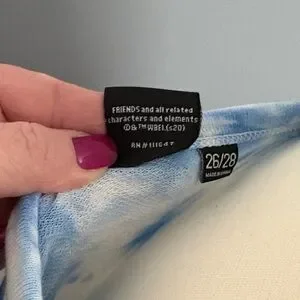 FRIENDS and all related
characters and elements
©&™ WBEI. (s20)
RN# 111647
26/28
MADE IN CHINA